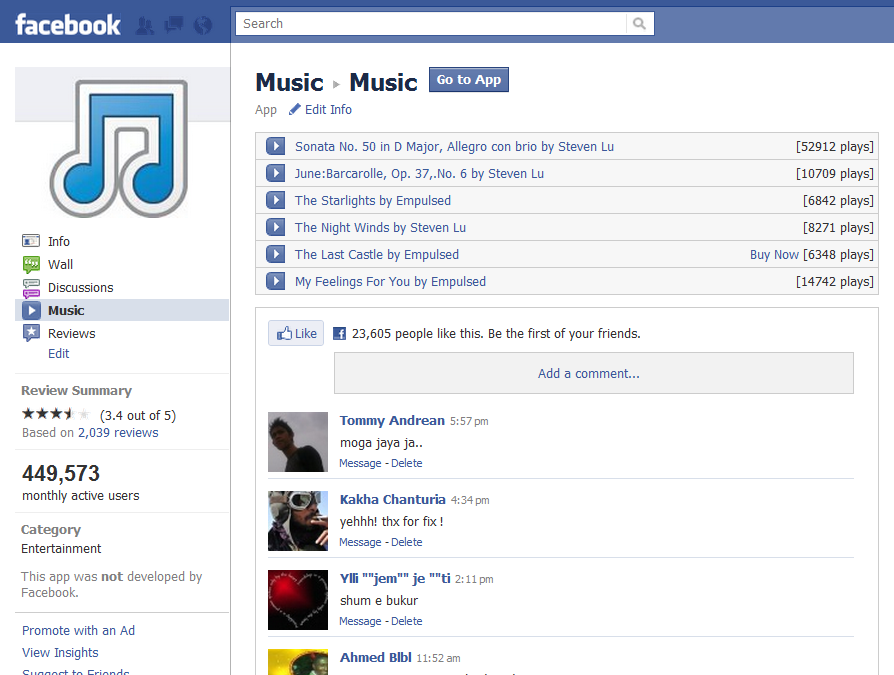 facebook
Search
Music ▸ Music Go to App
App Edit Info
Sonata No. 50 in D Major, Allegro con brio by Steven Lu [52912 plays]
June:Barcarolle, Op. 37,.No. 6 by Steven Lu [10709 plays]
The Starlights by Empulsed [6842 plays]
The Night Winds by Steven Lu [8271 plays]
The Last Castle by Empulsed Buy Now [6348 plays]
My Feelings For You by Empulsed [14742 plays]
Info
Wall
Discussions
Music
Reviews
Edit
Review Summary
(3.4 out of 5)
Based on 2,039 reviews
449,573
monthly active users
Category
Entertainment
This app was not developed by
Facebook.
Promote with an Ad
View Insights
Suggest to Friends
Like 23,605 people like this. Be the first of your friends.
Add a comment...
Tommy Andrean 5:57 pm
moga jaya ja..
Message - Delete
Kakha Chanturia 4:34 pm
yehhh! thx for fix !
Message - Delete
Ylli ""jem"" je ""ti 2:11 pm
shum e bukur
Message - Delete
Ahmed Blbl 11:52 am